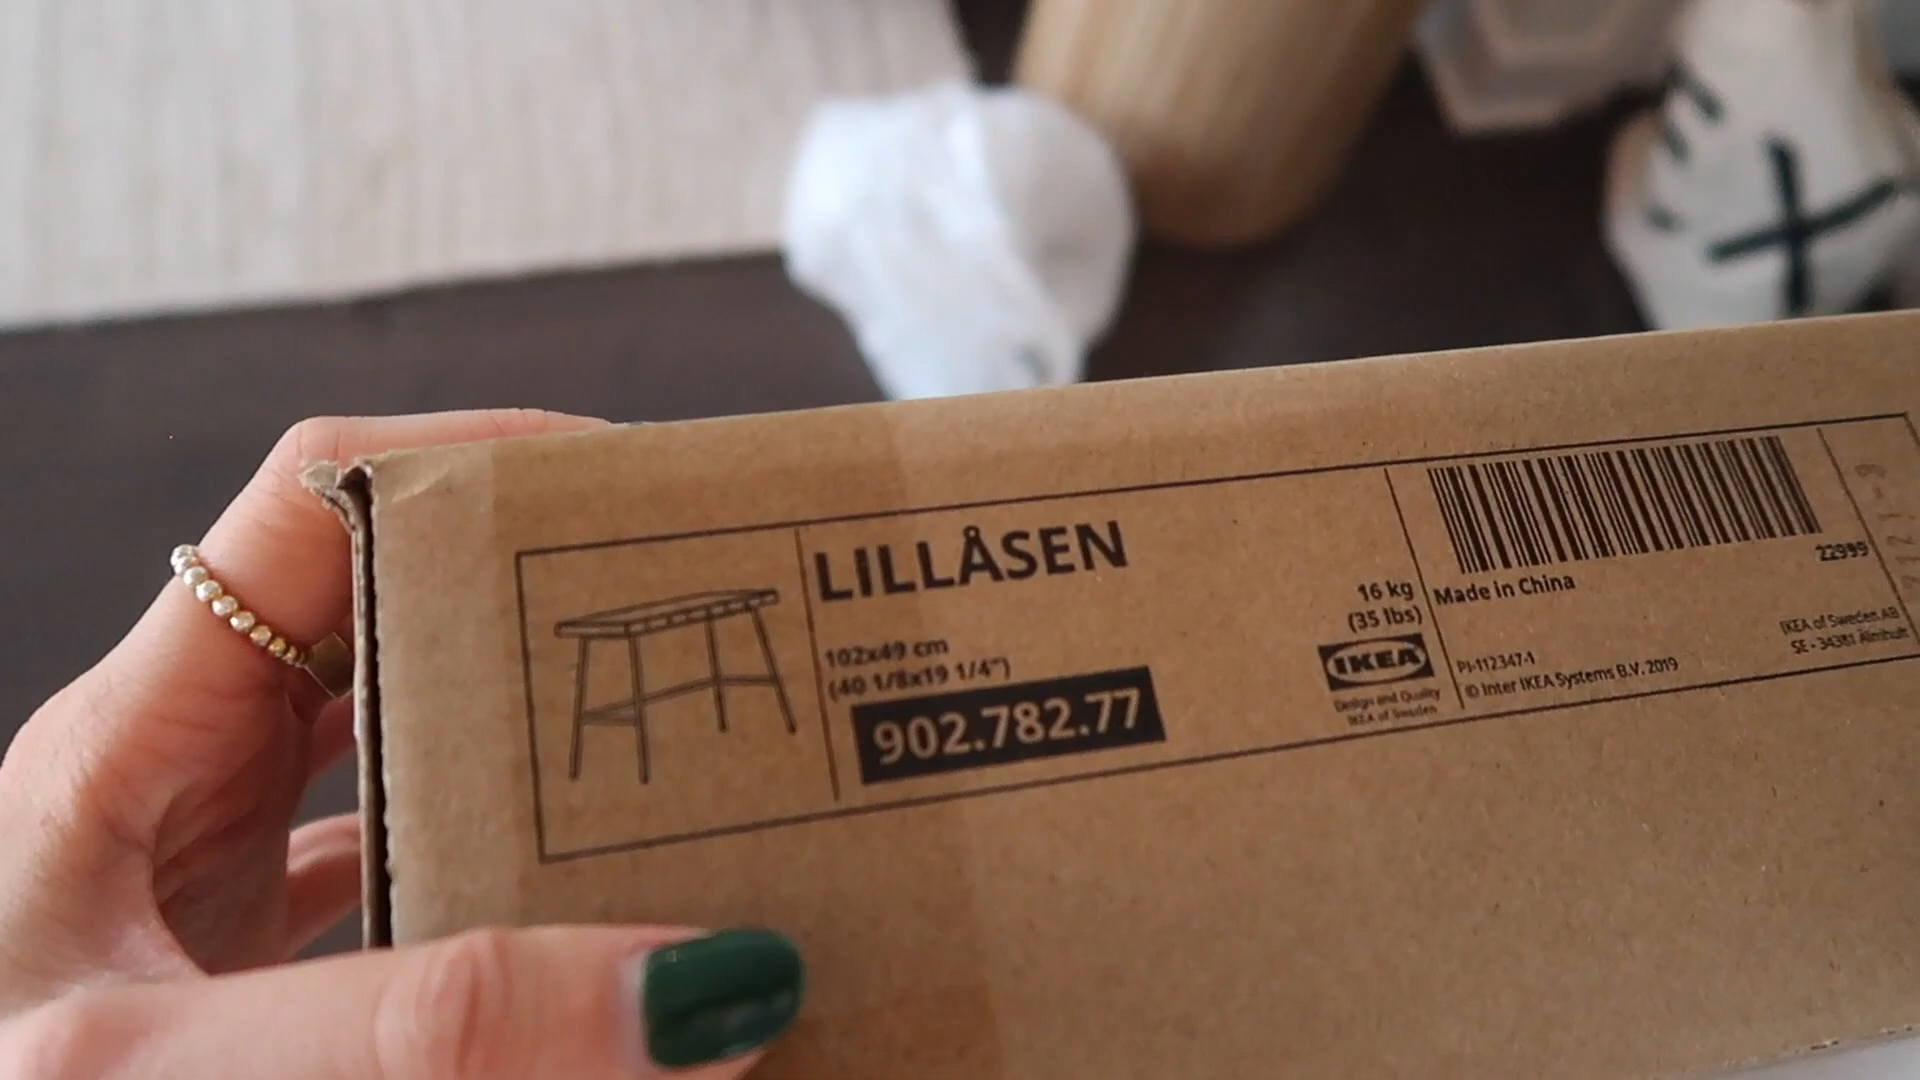 LILLÅSEN
102x49 cm
(40 1/8x19 1/4")
902.782.77
16 kg
(35 lbs)
IKEA
Design and Quality
IKEA of Sweden
22999
Made in China
PI-112347-1
© Inter IKEA Systems B.V. 2019
IKEA of Sweden AB
SE - 34381 Älmhult